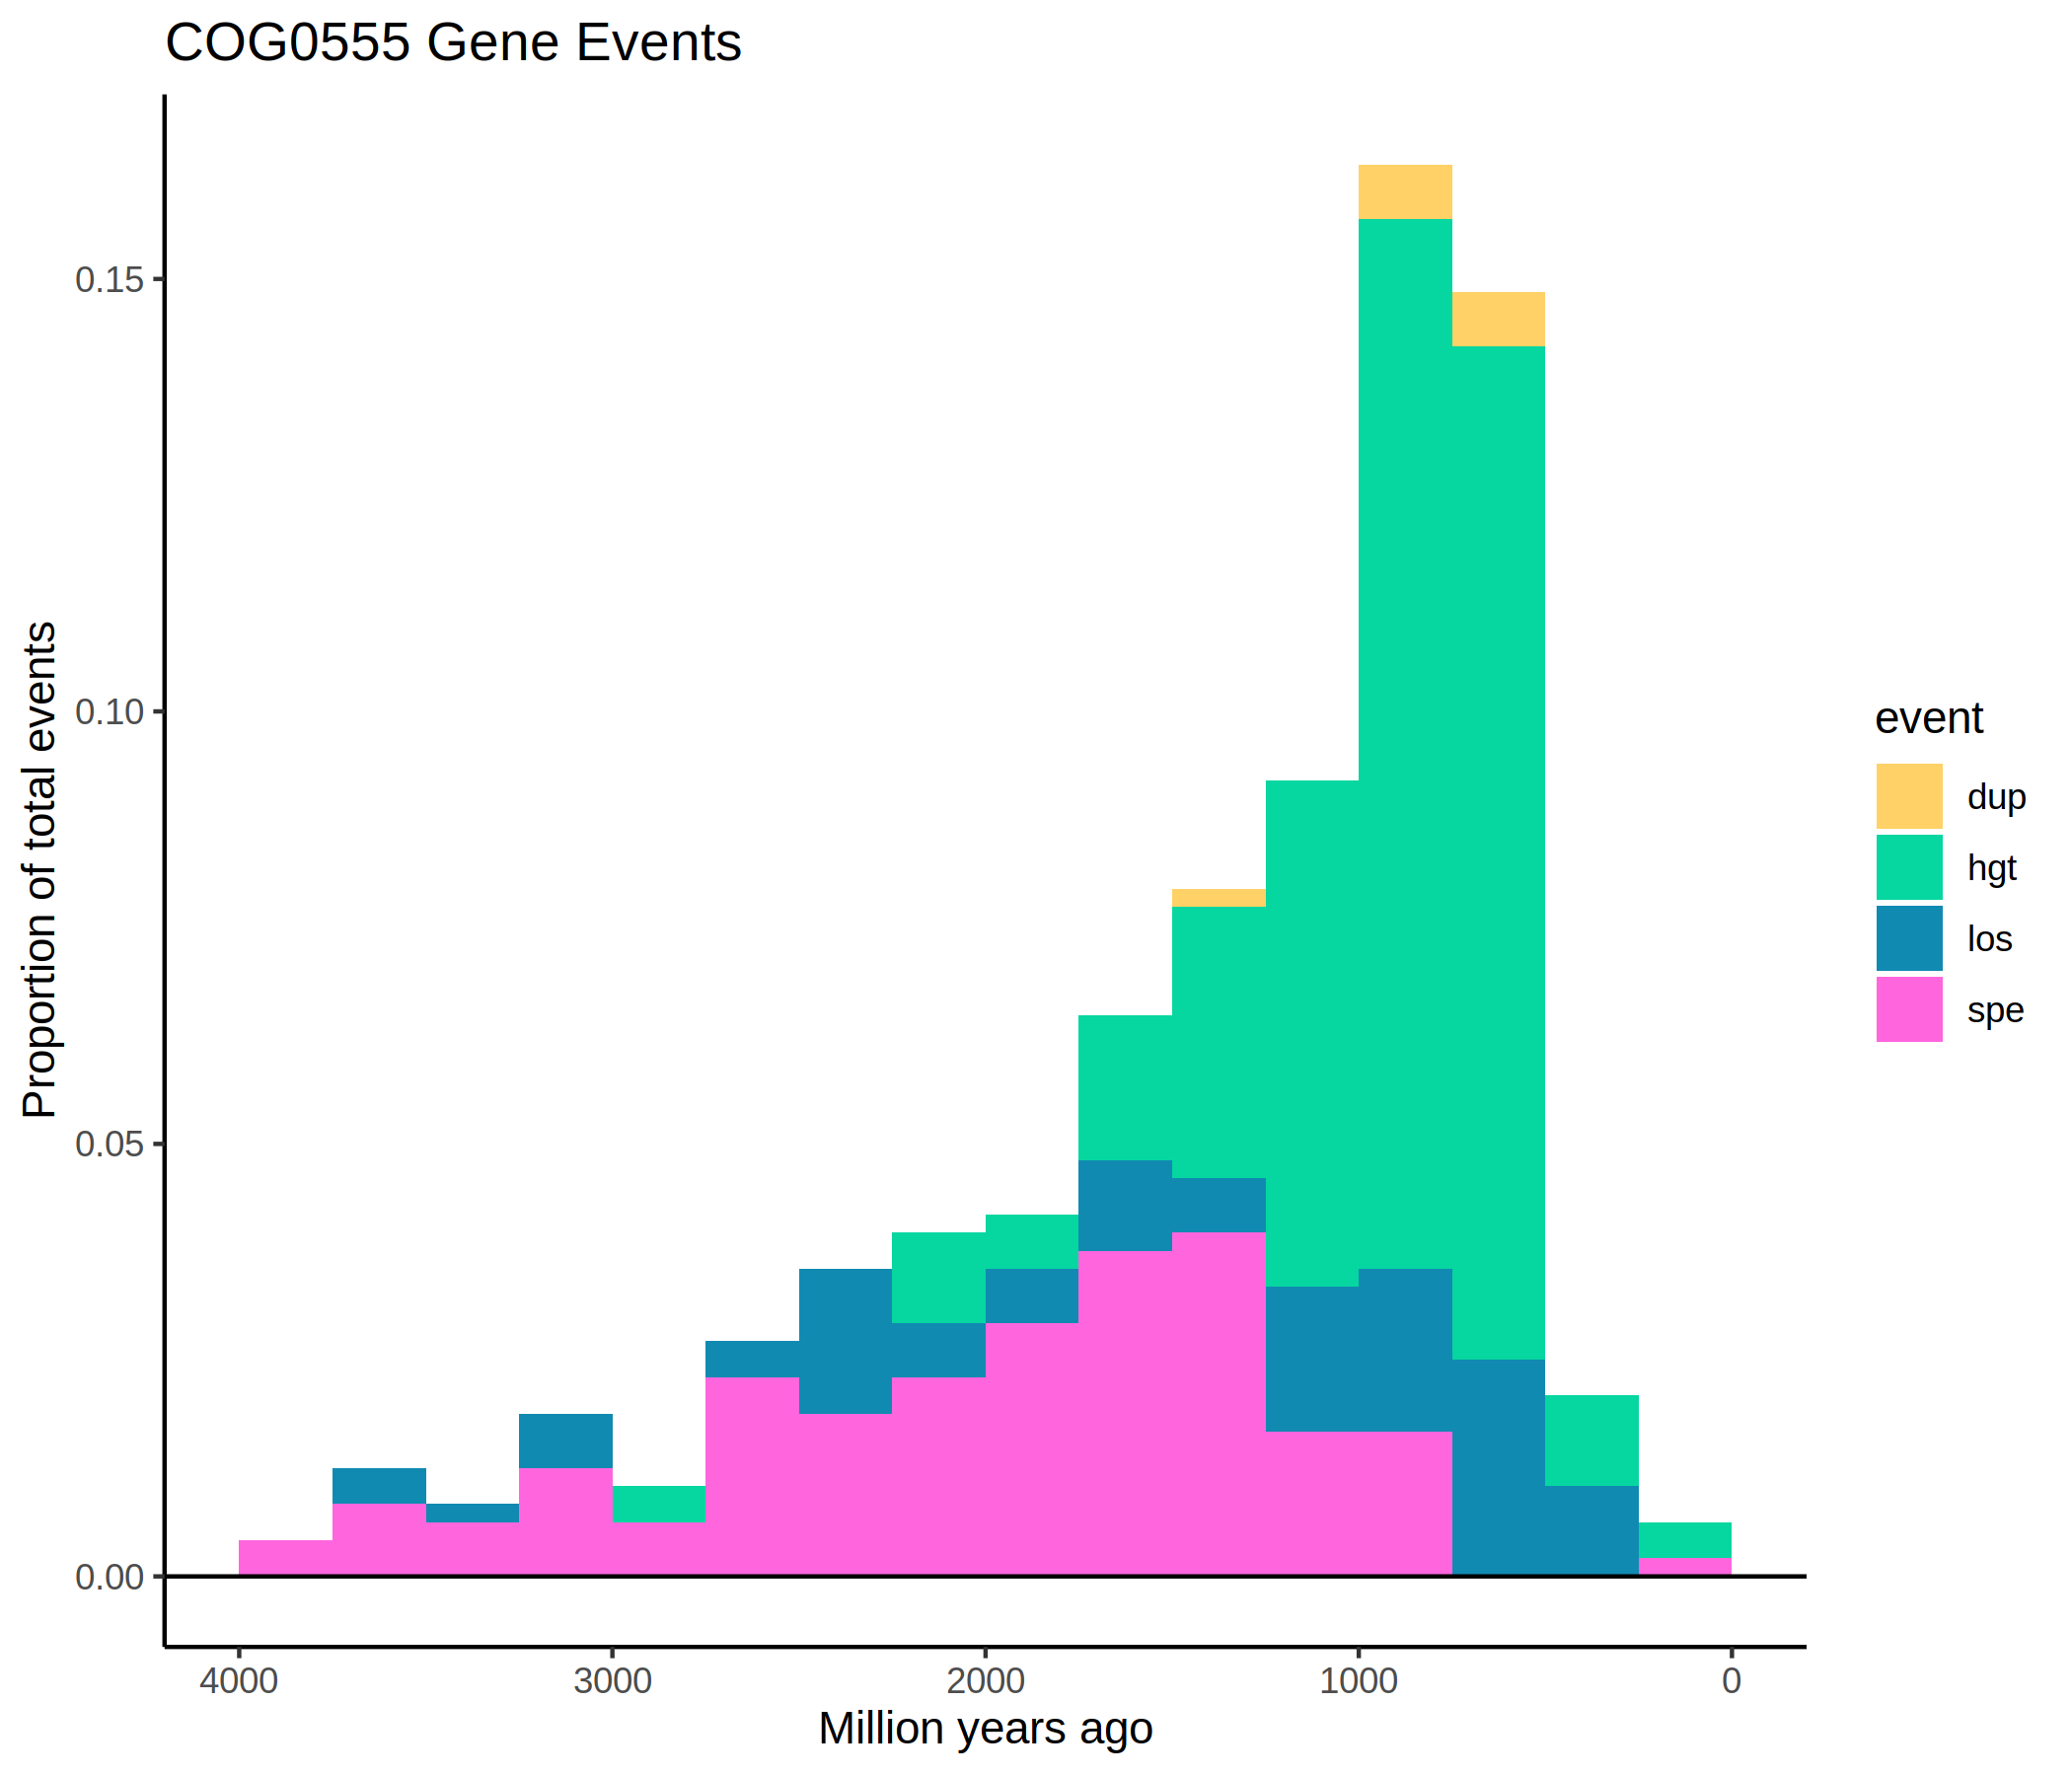 COG0555 Gene Events
Proportion of total events
0.15
0.10
0.05
0.00
4000 3000 2000 1000 0
Million years ago
event
dup
hgt
los
spe